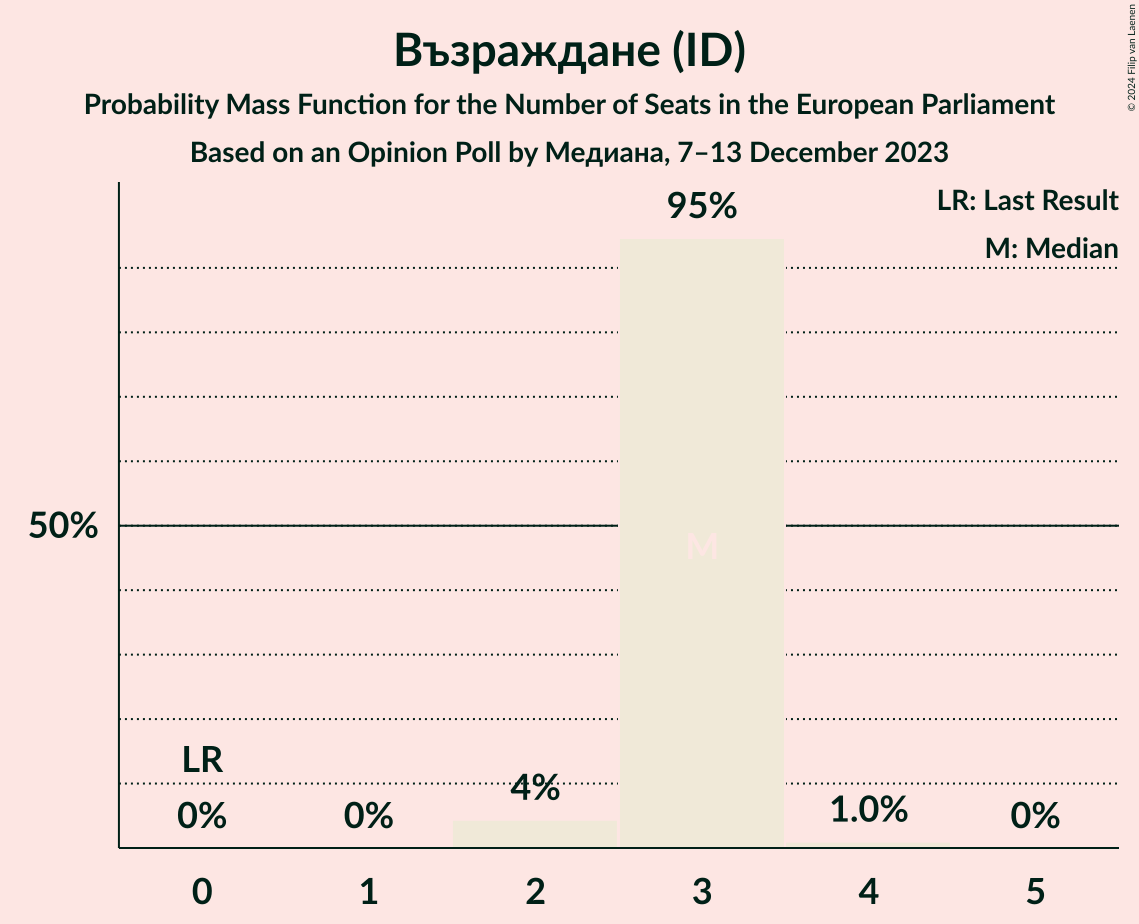 Възраждане (ID)
Probability Mass Function for the Number of Seats in the European Parliament
Based on an Opinion Poll by Медиана, 7–13 December 2023
© 2024 Filip van Laenen
LR: Last Result
M: Median
95%
50%
M
LR
0%
0%
4%
1.0%
0%
0
1
2
3
4
5